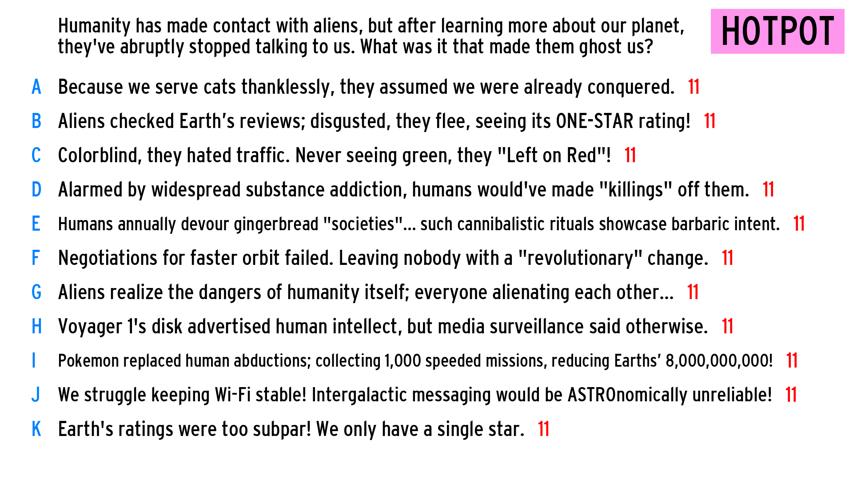 Humanity has made contact with aliens, but after learning more about our planet,
they've abruptly stopped talking to us. What was it that made them ghost us?
HOTPOT
A Because we serve cats thanklessly, they assumed we were already conquered. 11
B Aliens checked Earth's reviews; disgusted, they flee, seeing its ONE-STAR rating! 11
C Colorblind, they hated traffic. Never seeing green, they "Left on Red"! 11
D Alarmed by widespread substance addiction, humans would've made "killings" off them. 11
E Humans annually devour gingerbread "societies"... such cannibalistic rituals showcase barbaric intent. 11
F Negotiations for faster orbit failed. Leaving nobody with a "revolutionary" change. 11
G Aliens realize the dangers of humanity itself; everyone alienating each other... 11
H Voyager 1's disk advertised human intellect, but media surveillance said otherwise. 11
I Pokemon replaced human abductions; collecting 1,000 speeded missions, reducing Earths' 8,000,000,000! 11
J We struggle keeping Wi-Fi stable! Intergalactic messaging would be ASTROnomically unreliable! 11
K Earth's ratings were too subpar! We only have a single star. 11